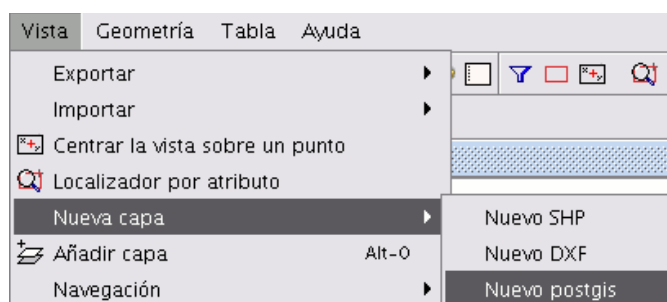 Vista Geometría Tabla Ayuda
Exportar
Importar
Centrar la vista sobre un punto
Localizador por atributo
Nueva capa
Nuevo SHP
Añadir capa Alt-O
Nuevo DXF
Navegación
Nuevo postgis